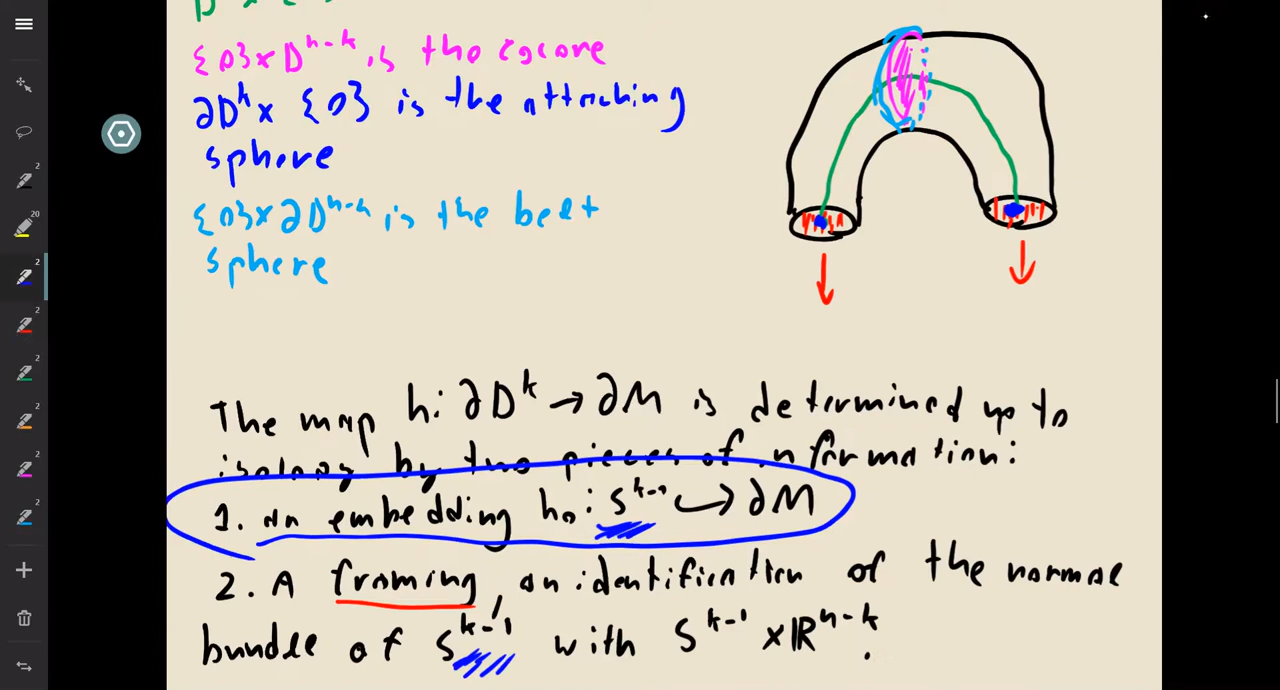 {0}×D^{n-k} is the cocore
∂D^k × {0} is the attaching
sphere
{0}×∂D^{n-k} is the belt
sphere
The map h: ∂D^k → ∂M is determined up to
isotopy by two pieces of information:
1. an embedding h₀: S^{k-1} ↪ ∂M
2. A framing, an identification of the normal
bundle of S^{k-1} with S^{k-1} × ℝ^{n-k}.